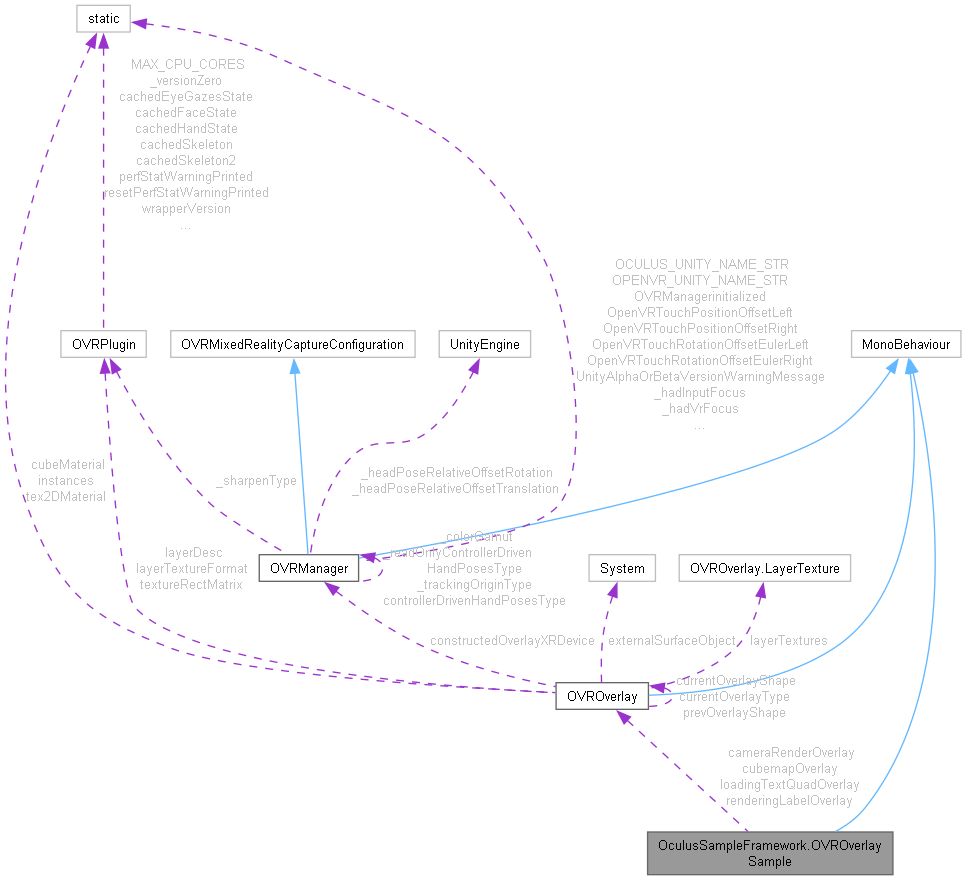 static
MAX_CPU_CORES
_versionZero
cachedEyeGazesState
cachedFaceState
cachedHandState
cachedSkeleton
cachedSkeleton2
perfStatWarningPrinted
resetPerfStatWarningPrinted
wrapperVersion
...
OCULUS_UNITY_NAME_STR
OPENVR_UNITY_NAME_STR
OVRManagerinitialized
OpenVRTouchPositionOffsetLeft
OpenVRTouchPositionOffsetRight
OpenVRTouchRotationOffsetEulerLeft
OpenVRTouchRotationOffsetEulerRight
UnityAlphaOrBetaVersionWarningMessage
_hadInputFocus
_hadVrFocus
...
OVRPlugin
OVRMixedRealityCaptureConfiguration
UnityEngine
MonoBehaviour
cubeMaterial
instances
tex2DMaterial
_sharpenType
_headPoseRelativeOffsetRotation
_headPoseRelativeOffsetTranslation
layerDesc
layerTextureFormat
textureRectMatrix
OVRManager
_colorGamut
_readOnlyControllerDriven
HandPosesType
_trackingOriginType
controllerDrivenHandPosesType
System
OVROverlay.LayerTexture
constructedOverlayXRDevice
externalSurfaceObject
layerTextures
OVROverlay
currentOverlayShape
currentOverlayType
prevOverlayShape
cameraRenderOverlay
cubemapOverlay
loadingTextQuadOverlay
renderingLabelOverlay
OculusSampleFramework.OVROverlay
Sample